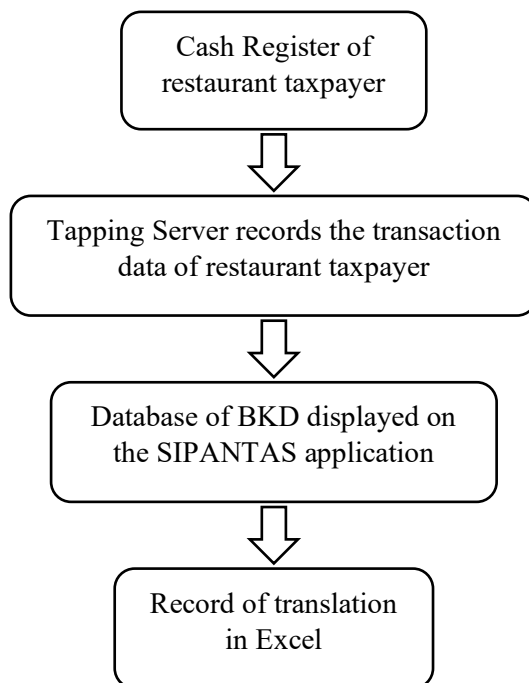 Cash Register of
restaurant taxpayer
Tapping Server records the transaction
data of restaurant taxpayer
Database of BKD displayed on
the SIPANTAS application
Record of translation
in Excel